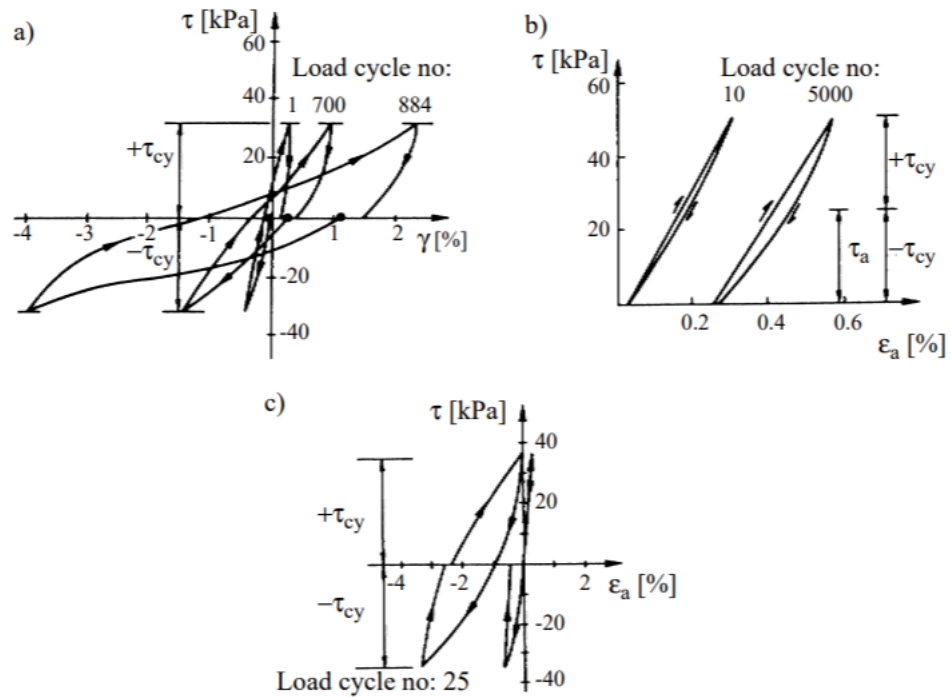 a)
τ [kPa]
60
40
Load cycle no:
1 700 884
20
+τcy
-4 -3 -2 -1 1 2
γ [%]
−τcy
-20
-40
b)
τ [kPa]
Load cycle no:
60
10 5000
40
+τcy
20
τa
−τcy
0.2 0.4 0.6
εa [%]
c)
τ [kPa]
40
20
+τcy
-4 -2 2
εa [%]
−τcy
-20
Load cycle no: 25
-40